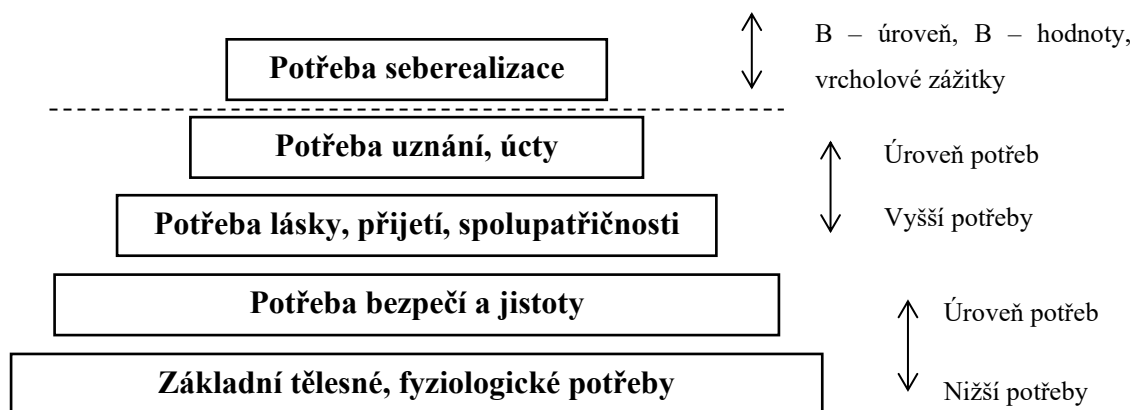 B – úroveň, B – hodnoty,
Potřeba seberealizace
vrcholové zážitky
Potřeba uznání, úcty
Úroveň potřeb
Potřeba lásky, přijetí, spolupatřičnosti
Vyšší potřeby
Potřeba bezpečí a jistoty
Úroveň potřeb
Základní tělesné, fyziologické potřeby
Nižší potřeby